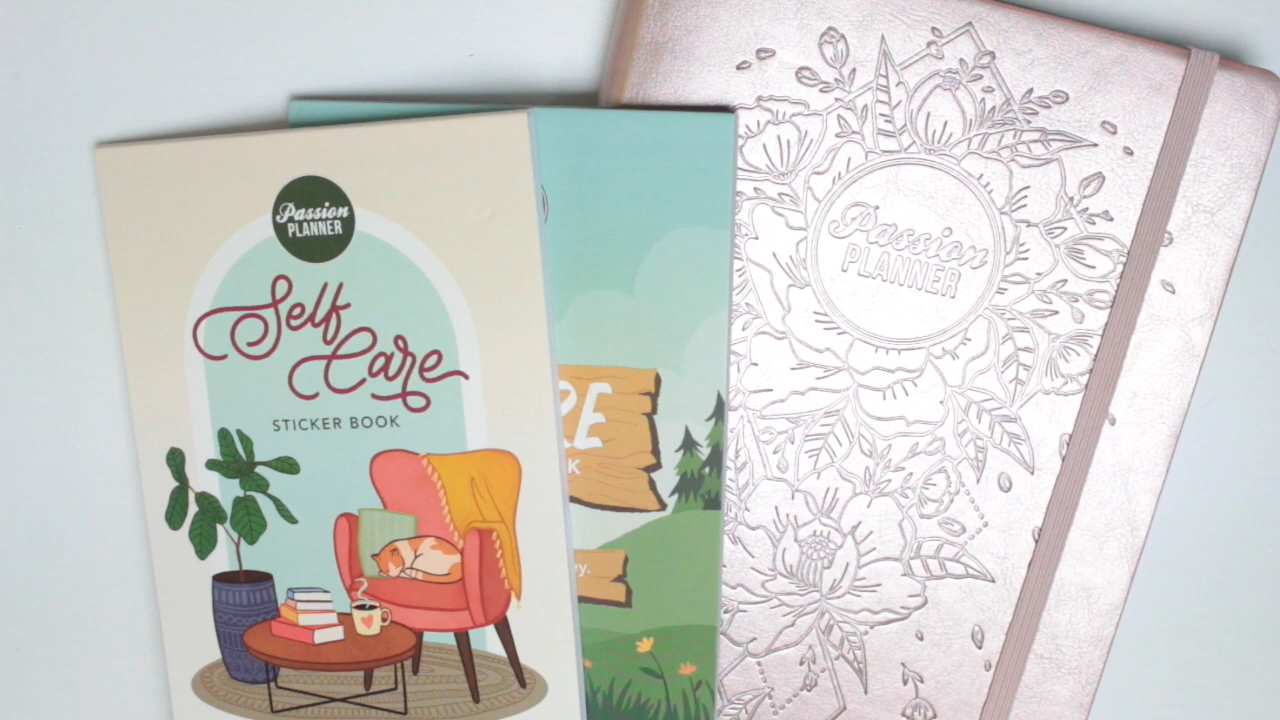 Passion
PLANNER
Self
Care
STICKER BOOK
Passion
PLANNER